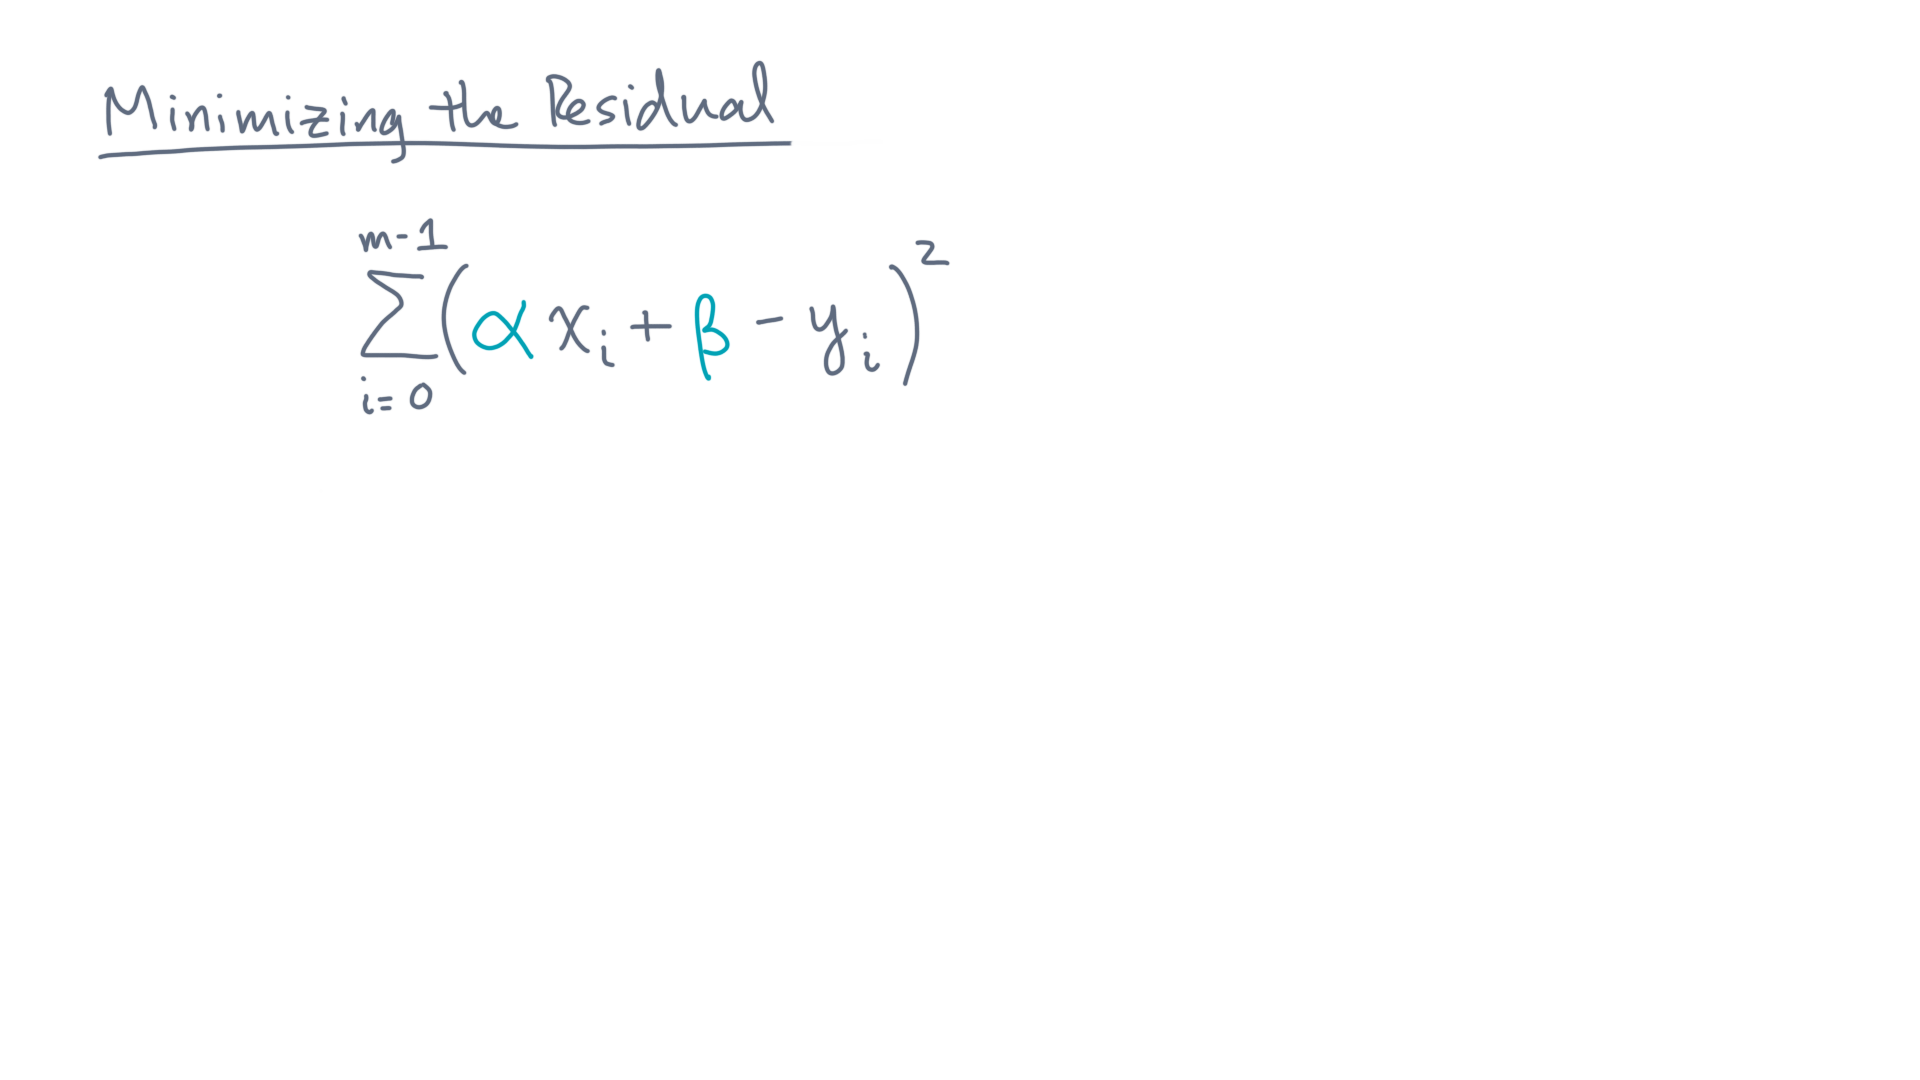 Minimizing the Residual
m-1
∑(αxᵢ + β - yᵢ)²
i=0